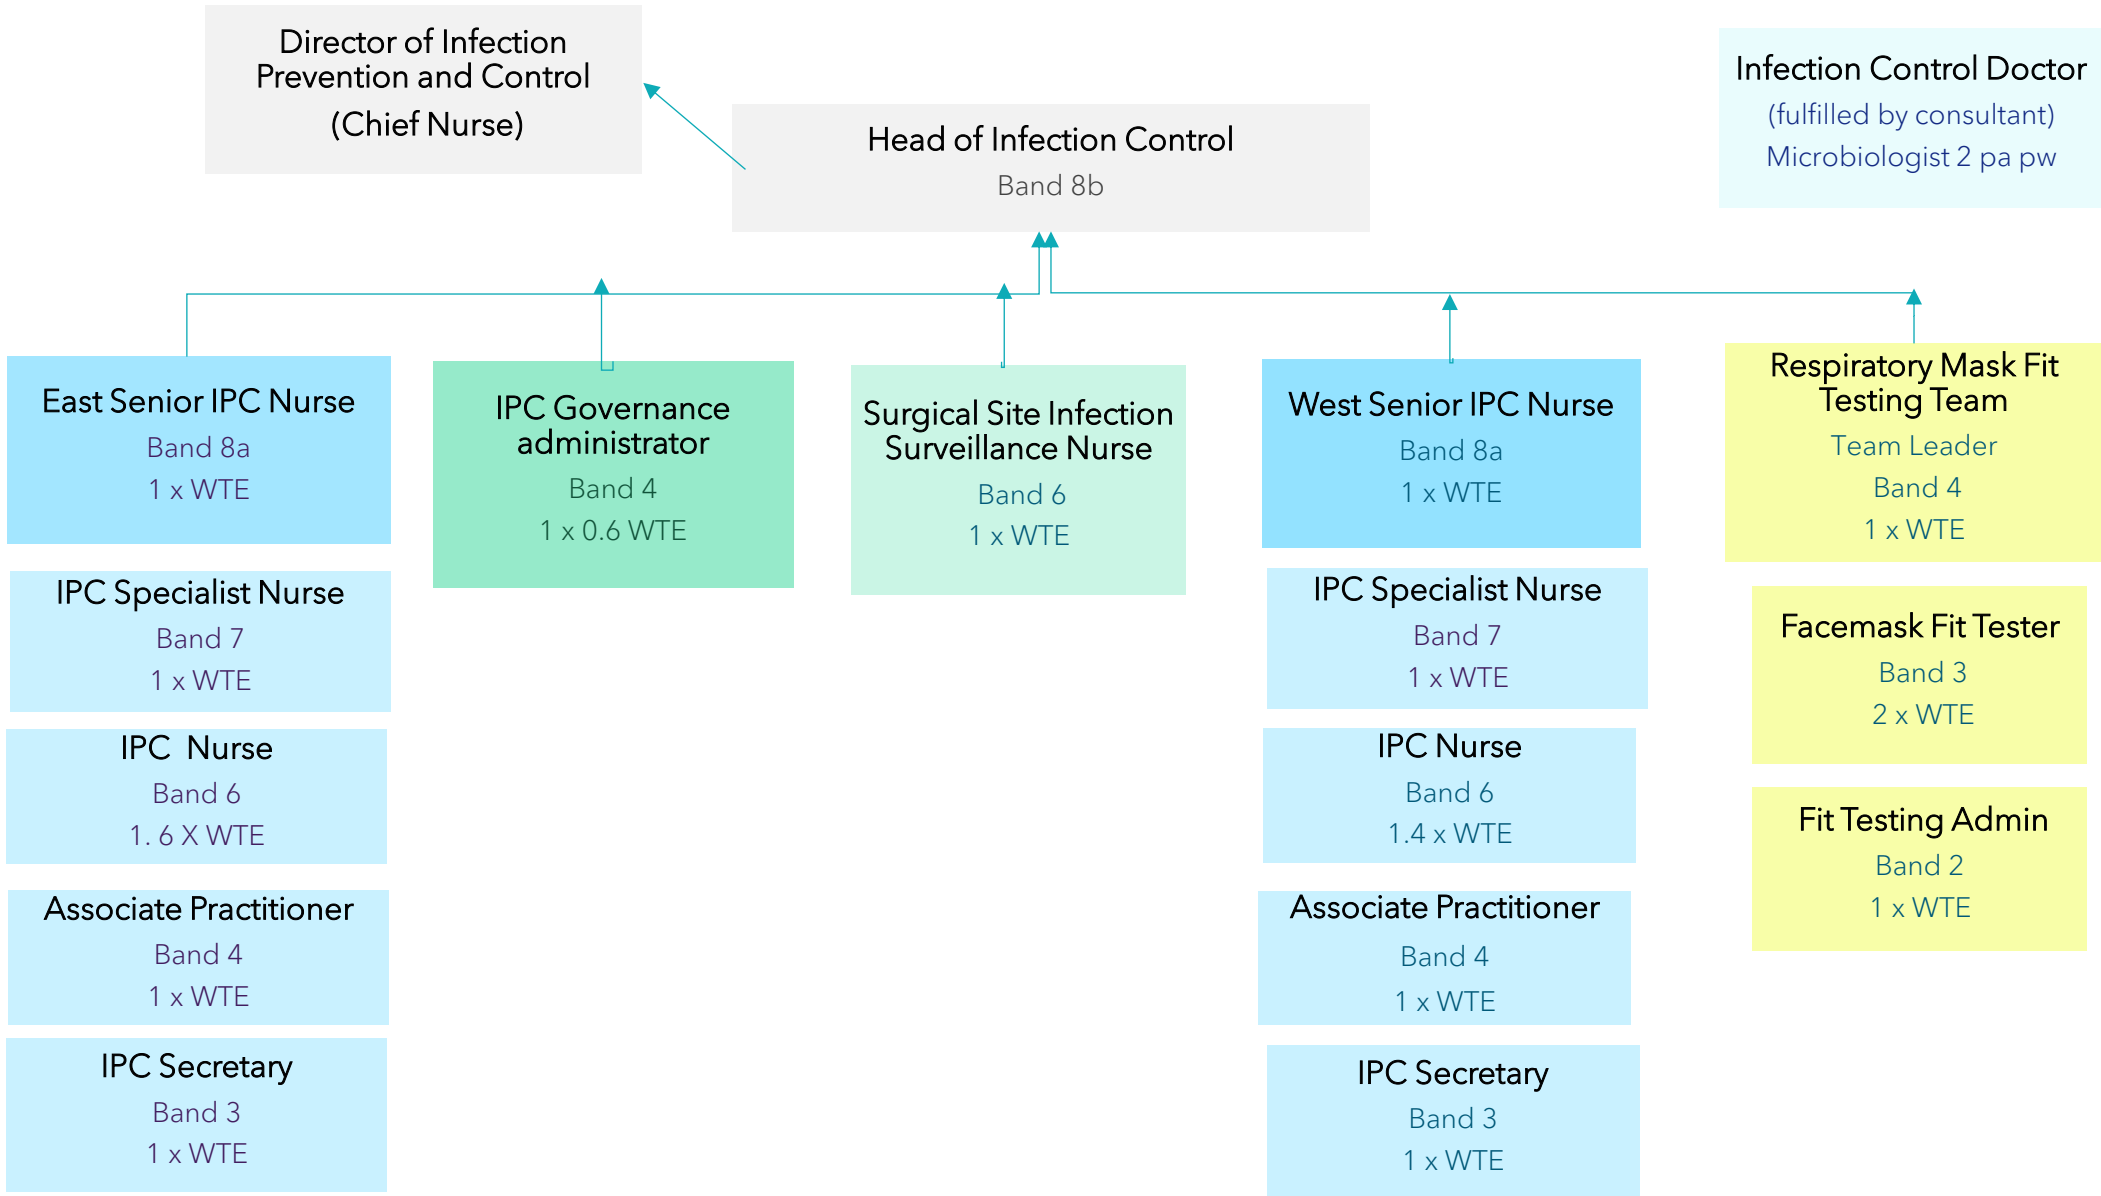 Director of Infection
Prevention and Control
(Chief Nurse)
Head of Infection Control
Band 8b
Infection Control Doctor
(fulfilled by consultant)
Microbiologist 2 pa pw
East Senior IPC Nurse
Band 8a
1 x WTE
IPC Specialist Nurse
Band 7
1 x WTE
IPC  Nurse
Band 6
1. 6 X WTE
Associate Practitioner
Band 4
1 x WTE
IPC Secretary
Band 3
1 x WTE
IPC Governance
administrator
Band 4
1 x 0.6 WTE
Surgical Site Infection
Surveillance Nurse
Band 6
1 x WTE
West Senior IPC Nurse
Band 8a
1 x WTE
IPC Specialist Nurse
Band 7
1 x WTE
IPC Nurse
Band 6
1.4 x WTE
Associate Practitioner
Band 4
1 x WTE
IPC Secretary
Band 3
1 x WTE
Respiratory Mask Fit
Testing Team
Team Leader
Band 4
1 x WTE
Facemask Fit Tester
Band 3
2 x WTE
Fit Testing Admin
Band 2
1 x WTE